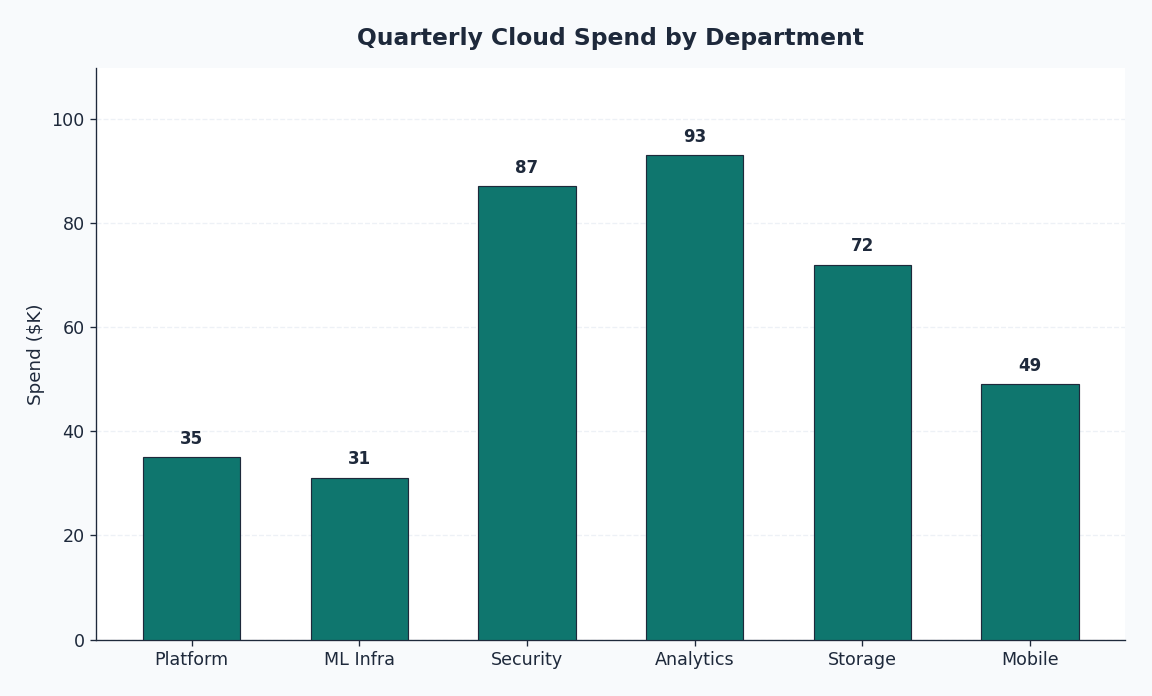 Quarterly Cloud Spend by Department
Spend ($K)
100
80
60
40
20
0
35
31
87
93
72
49
Platform
ML Infra
Security
Analytics
Storage
Mobile